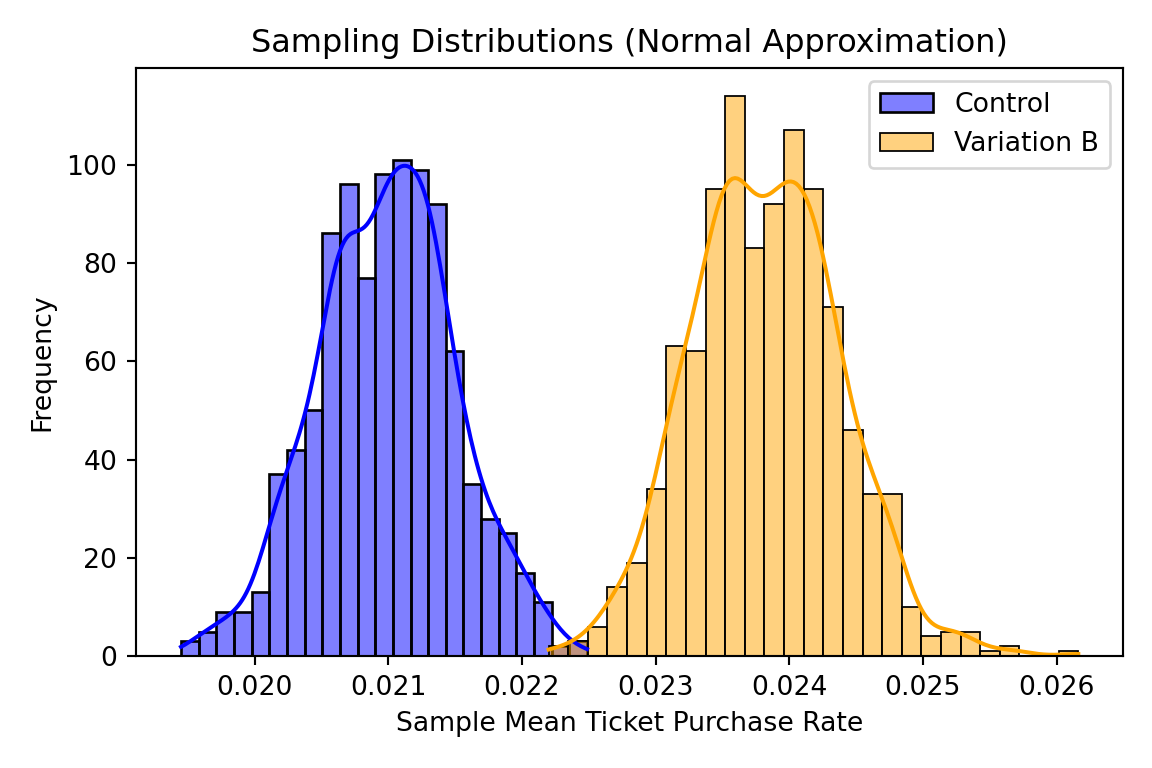 Sampling Distributions (Normal Approximation)
Control
Variation B
Frequency
100
80
60
40
20
0
0.020 0.021 0.022 0.023 0.024 0.025 0.026
Sample Mean Ticket Purchase Rate